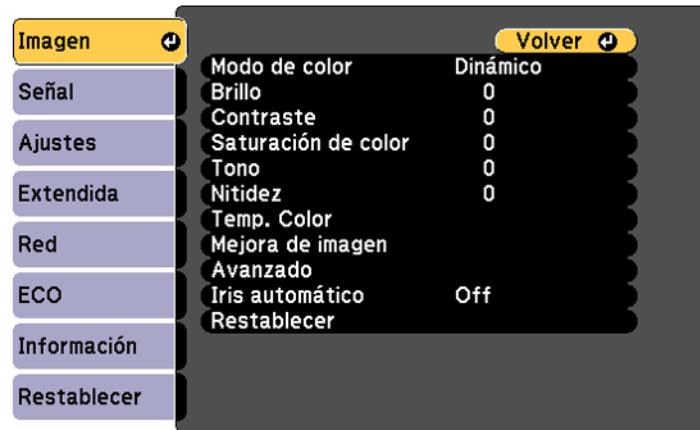 Imagen
Señal
Ajustes
Extendida
Red
ECO
Información
Restablecer
Volver
Modo de color Dinámico
Brillo 0
Contraste 0
Saturación de color 0
Tono 0
Nitidez 0
Temp. Color
Mejora de imagen
Avanzado
Iris automático Off
Restablecer